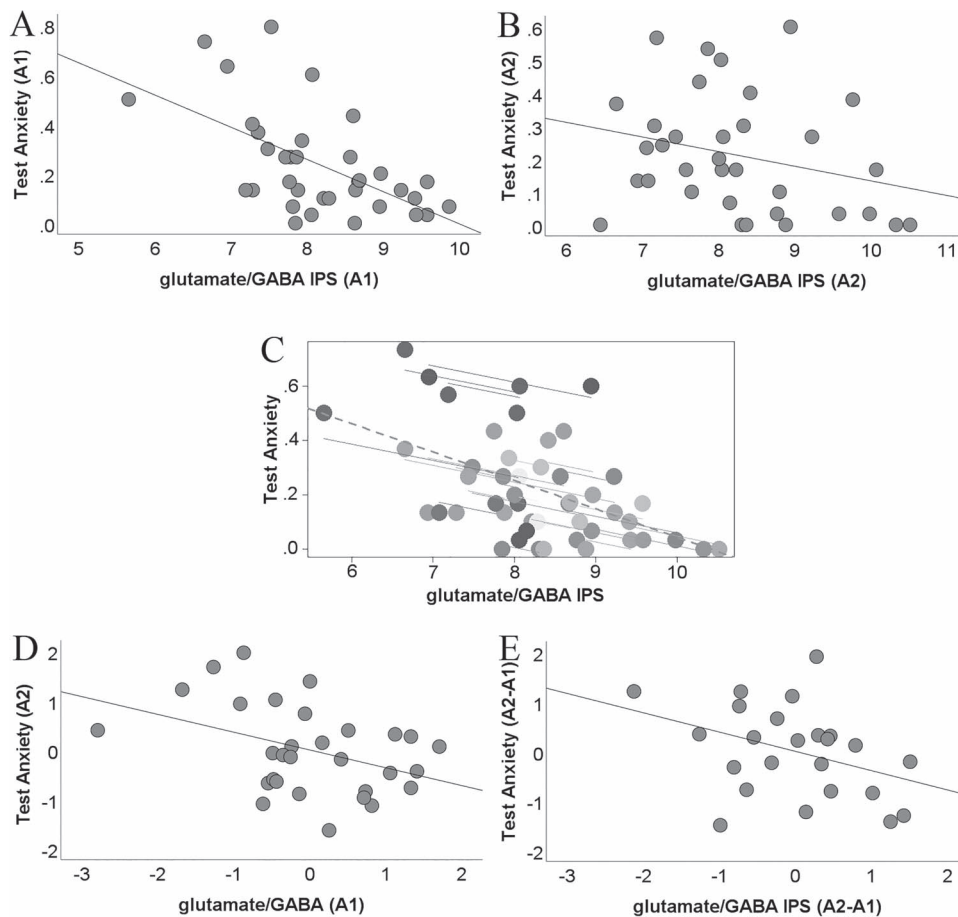 A
Test Anxiety (A1)
.8
.6
.4
.2
.0
5 6 7 8 9 10
glutamate/GABA IPS (A1)
B
Test Anxiety (A2)
.6
.5
.4
.3
.2
.1
.0
6 7 8 9 10 11
glutamate/GABA IPS (A2)
C
Test Anxiety
.6
.4
.2
.0
6 7 8 9 10
glutamate/GABA IPS
D
Test Anxiety (A2)
2
1
0
-1
-2
-3 -2 -1 0 1 2
glutamate/GABA (A1)
E
Test Anxiety (A2-A1)
2
1
0
-1
-2
-3 -2 -1 0 1 2
glutamate/GABA IPS (A2-A1)